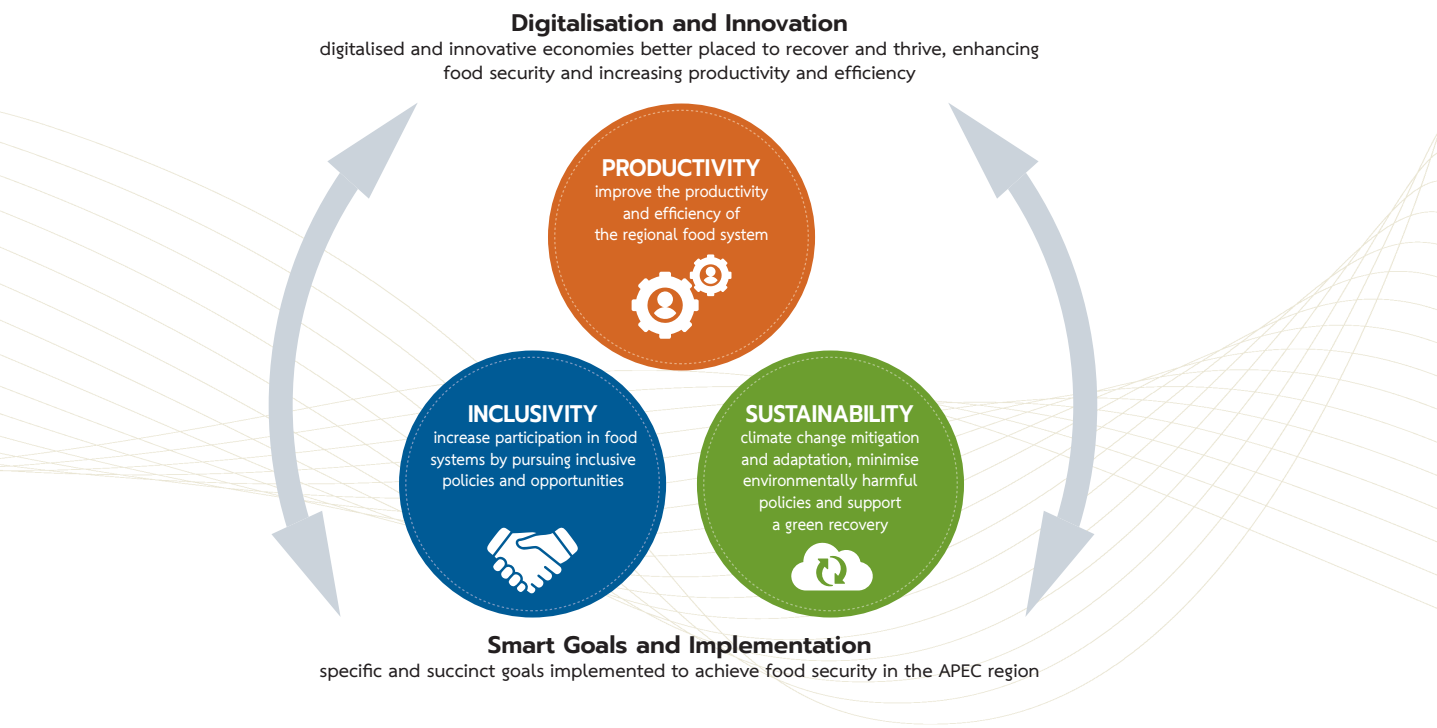 Digitalisation and Innovation
digitalised and innovative economies better placed to recover and thrive, enhancing
food security and increasing productivity and efficiency
PRODUCTIVITY
improve the productivity
and efficiency of
the regional food system
INCLUSIVITY
increase participation in food
systems by pursuing inclusive
policies and opportunities
SUSTAINABILITY
climate change mitigation
and adaptation, minimise
environmentally harmful
policies and support
a green recovery
Smart Goals and Implementation
specific and succinct goals implemented to achieve food security in the APEC region